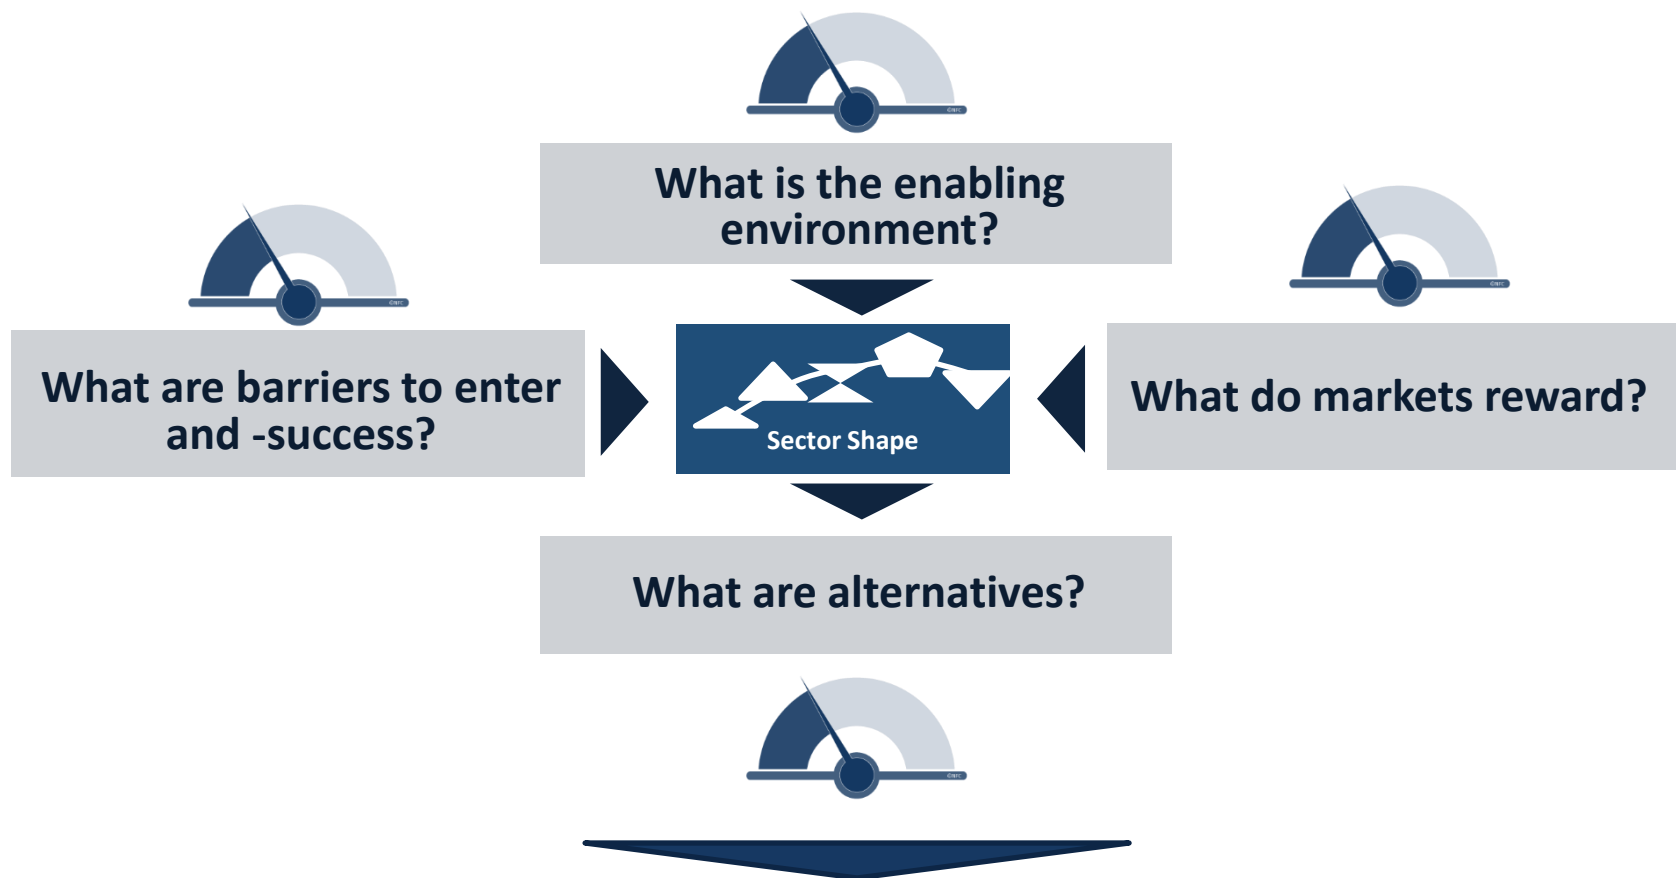 What is the enabling
environment?
What are barriers to enter
and -success?
Sector Shape
What do markets reward?
What are alternatives?